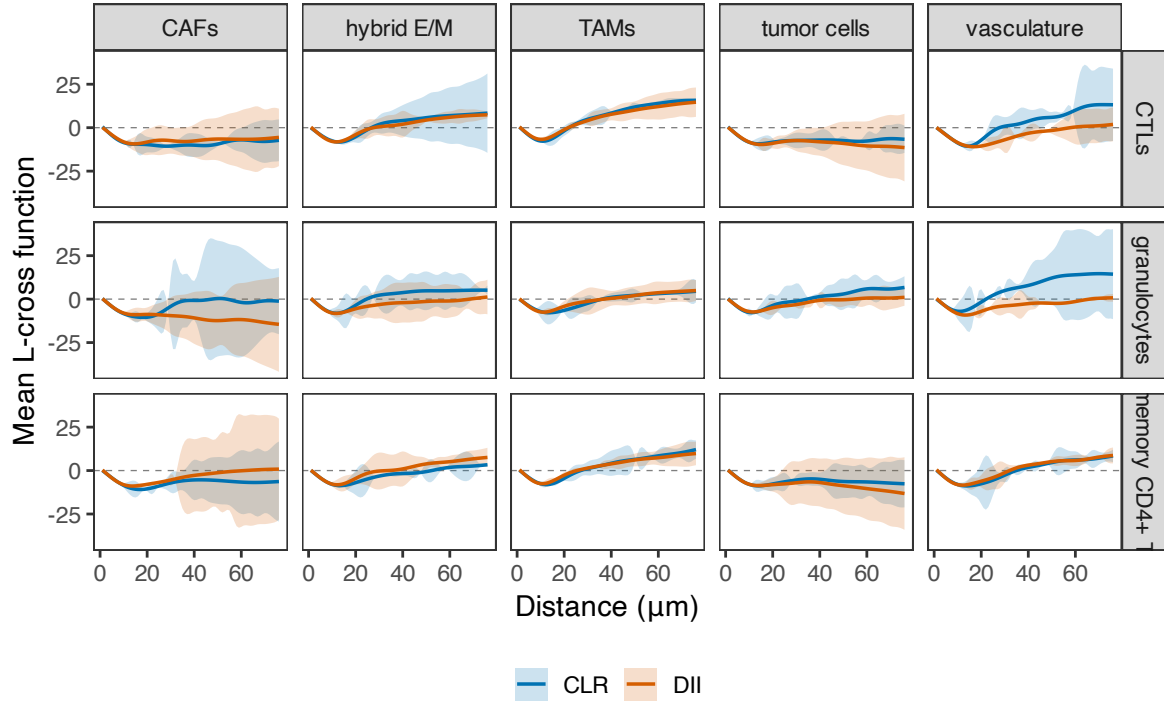 CAFs hybrid E/M TAMs tumor cells vasculature
25
0
-25
CTLs
25
0
-25
granulocytes
25
0
-25
memory CD4+
Mean L-cross function
0 20 40 60 0 20 40 60 0 20 40 60 0 20 40 60 0 20 40 60
Distance (μm)
CLR DII